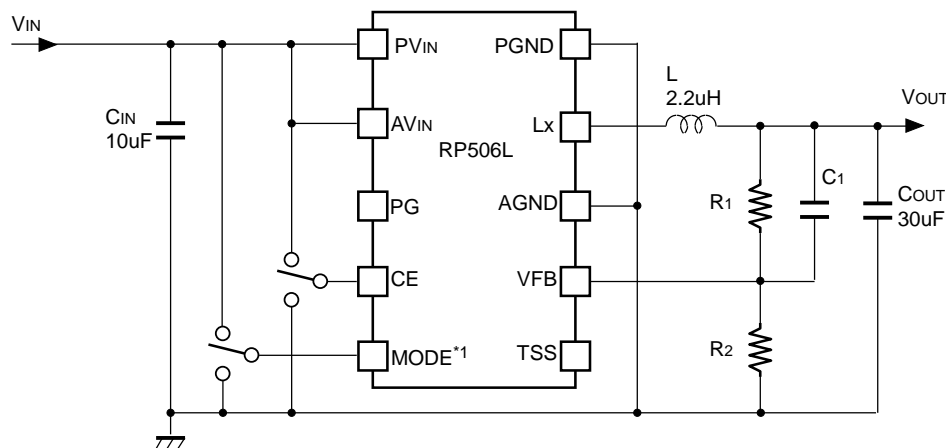 VIN
PVIN
PGND
L
2.2uH
VOUT
CIN
10uF
AVIN
Lx
RP506L
C1
PG
AGND
R1
COUT
30uF
CE
VFB
MODE*1
TSS
R2